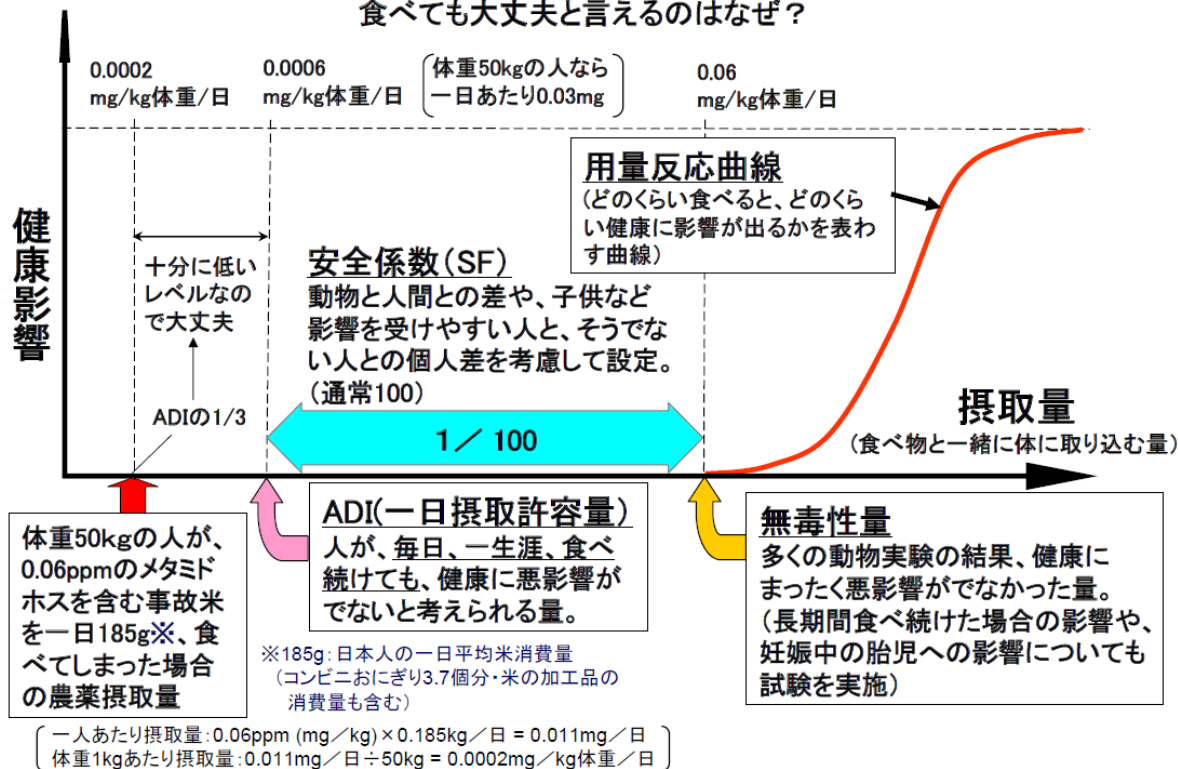 食べても大丈夫と言えるのはなぜ？
0.0002
mg/kg体重/日
0.0006
mg/kg体重/日
体重50kgの人なら
一日あたり0.03mg
0.06
mg/kg体重/日
健康影響
用量反応曲線
(どのくらい食べると、どのくら
い健康に影響が出るかを表わ
す曲線)
十分に低い
レベルなの
で大丈夫
ADIの1/3
安全係数(SF)
動物と人間との差や、子供など
影響を受けやすい人と、そうでな
い人との個人差を考慮して設定。
(通常100)
1／100
摂取量
(食べ物と一緒に体に取り込む量)
体重50kgの人が、
0.06ppmのメタミド
ホスを含む事故米
を一日185g※、食
べてしまった場合
の農薬摂取量
ADI(一日摂取許容量)
人が、毎日、一生涯、食べ
続けても、健康に悪影響が
でないと考えられる量。
※185g:日本人の一日平均米消費量
(コンビニおにぎり3.7個分・米の加工品の
消費量も含む)
無毒性量
多くの動物実験の結果、健康に
まったく悪影響がでなかった量。
(長期間食べ続けた場合の影響や、
妊娠中の胎児への影響についても
試験を実施)
一人あたり摂取量:0.06ppm (mg／kg)×0.185kg／日 = 0.011mg／日
体重1kgあたり摂取量:0.011mg／日÷50kg = 0.0002mg／kg体重／日